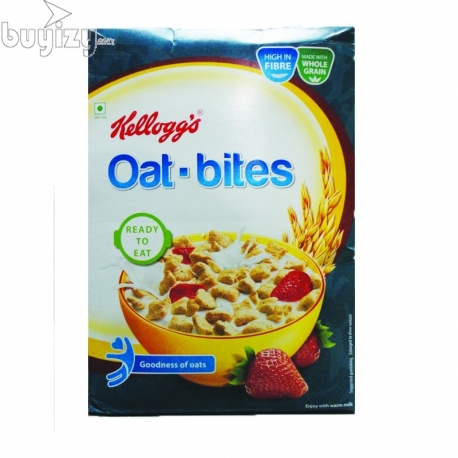 buyizy
HIGH IN
FIBRE
MADE WITH
WHOLE
GRAIN
Kellogg's®
Oat-bites
READY
TO
EAT
Goodness of oats
Enjoy with warm milk